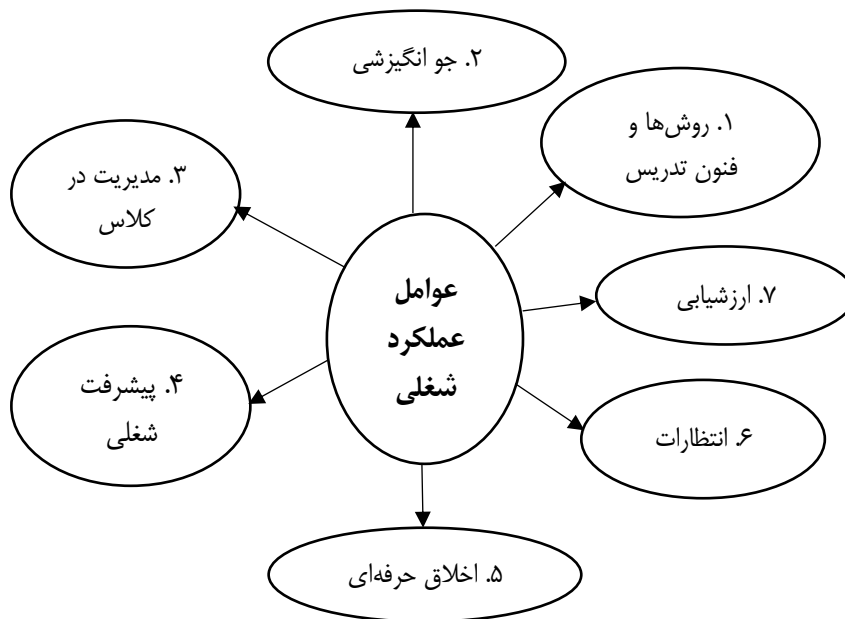 ۲. جو انگیزشی
۱. روش‌ها و
فنون تدریس
۳. مدیریت در
کلاس
عوامل
عملکرد
شغلی
۷. ارزشیابی
۴. پیشرفت
شغلی
۶. انتظارات
۵. اخلاق حرفه‌ای